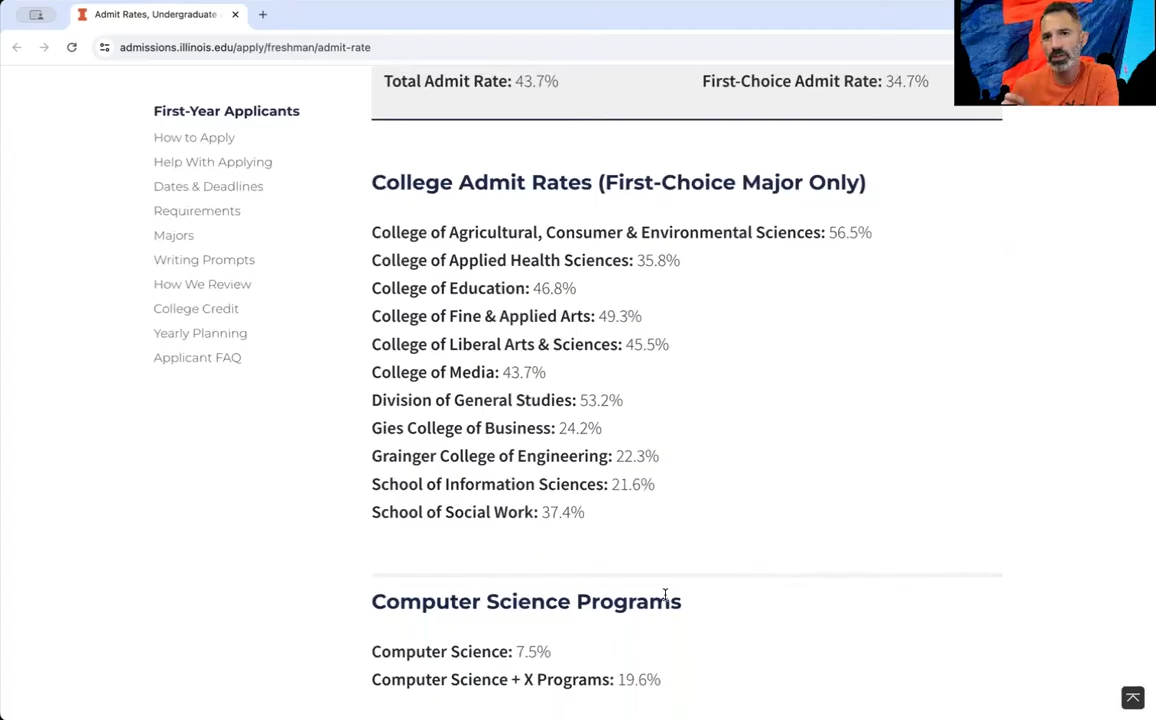 Admit Rates, Undergraduate
admissions.illinois.edu/apply/freshman/admit-rate
Total Admit Rate: 43.7%
First-Choice Admit Rate: 34.7%
First-Year Applicants
How to Apply
Help With Applying
Dates & Deadlines
Requirements
Majors
Writing Prompts
How We Review
College Credit
Yearly Planning
Applicant FAQ
College Admit Rates (First-Choice Major Only)
College of Agricultural, Consumer & Environmental Sciences: 56.5%
College of Applied Health Sciences: 35.8%
College of Education: 46.8%
College of Fine & Applied Arts: 49.3%
College of Liberal Arts & Sciences: 45.5%
College of Media: 43.7%
Division of General Studies: 53.2%
Gies College of Business: 24.2%
Grainger College of Engineering: 22.3%
School of Information Sciences: 21.6%
School of Social Work: 37.4%
Computer Science Programs
Computer Science: 7.5%
Computer Science + X Programs: 19.6%